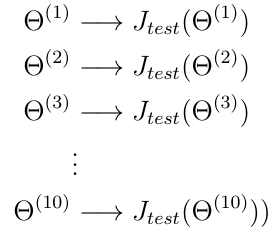 Θ^(1) ⟶ J_test(Θ^(1))
Θ^(2) ⟶ J_test(Θ^(2))
Θ^(3) ⟶ J_test(Θ^(3))
⋮
Θ^(10) ⟶ J_test(Θ^(10)))